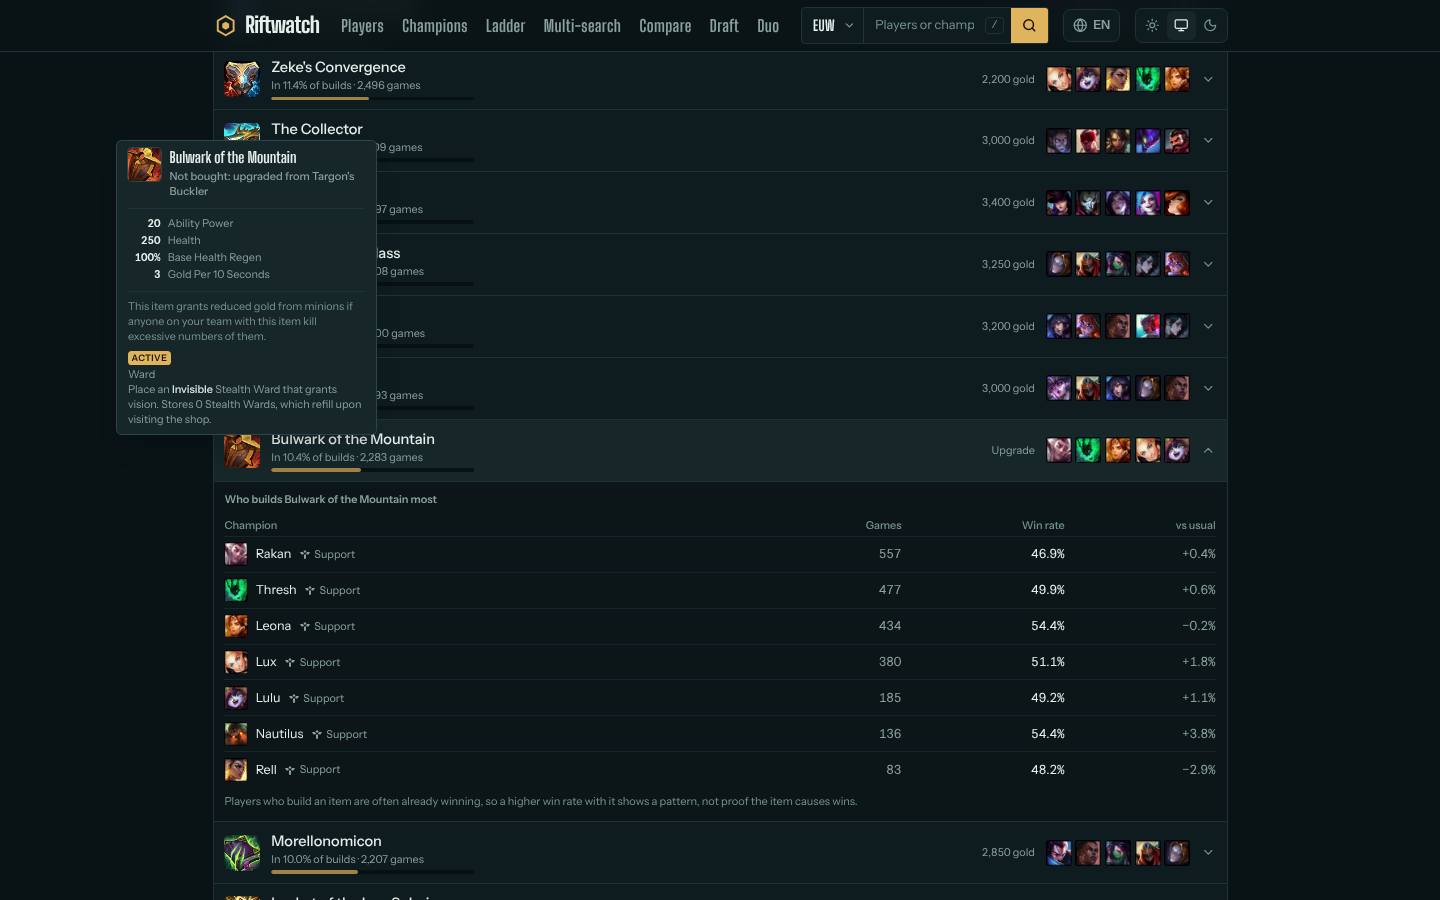 Riftwatch Players Champions Ladder Multi-search Compare Draft Duo EUW Players or champ / EN
Zeke's Convergence
In 11.4% of builds · 2,496 games
2,200 gold
The Collector
09 games
3,000 gold
Bulwark of the Mountain
Not bought: upgraded from Targon's
Buckler
97 games
3,400 gold
20 Ability Power
250 Health
100% Base Health Regen
3 Gold Per 10 Seconds
lass
08 games
3,250 gold
This item grants reduced gold from minions if
anyone on your team with this item kill
excessive numbers of them.
00 games
3,200 gold
ACTIVE
Ward
Place an Invisible Stealth Ward that grants
vision. Stores 0 Stealth Wards, which refill upon
visiting the shop.
93 games
3,000 gold
Bulwark of the Mountain
In 10.4% of builds · 2,283 games
Upgrade
Who builds Bulwark of the Mountain most
Champion Games Win rate vs usual
Rakan Support 557 46.9% +0.4%
Thresh Support 477 49.9% +0.6%
Leona Support 434 54.4% −0.2%
Lux Support 380 51.1% +1.8%
Lulu Support 185 49.2% +1.1%
Nautilus Support 136 54.4% +3.8%
Rell Support 83 48.2% −2.9%
Players who build an item are often already winning, so a higher win rate with it shows a pattern, not proof the item causes wins.
Morellonomicon
In 10.0% of builds · 2,207 games
2,850 gold